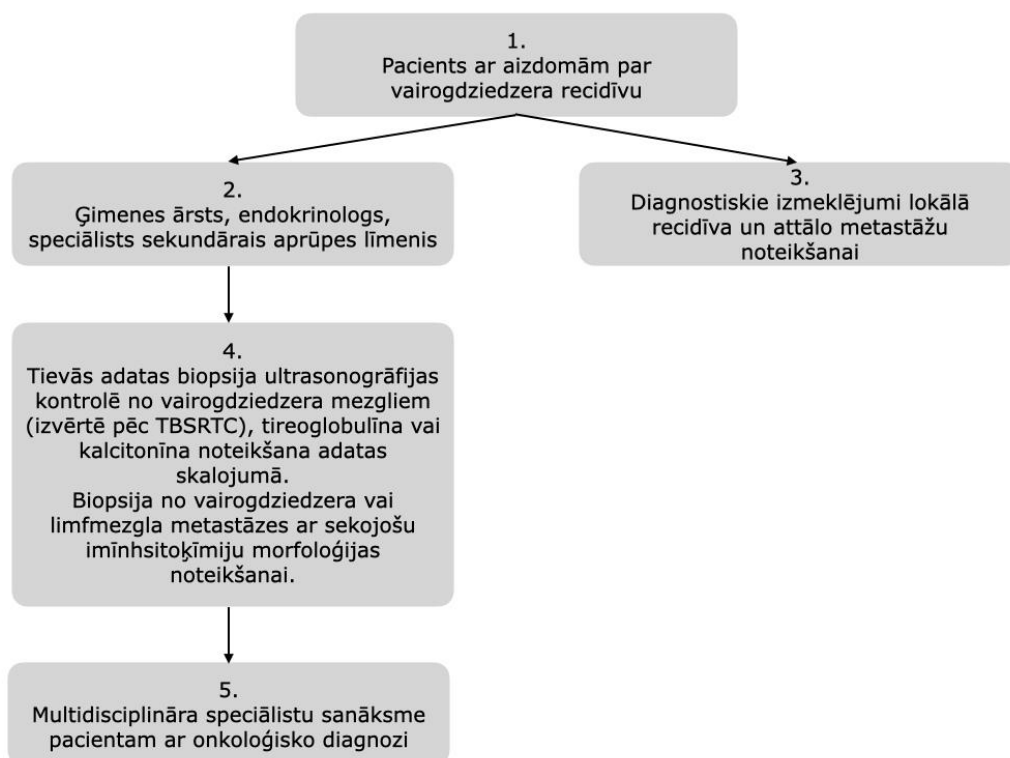 1.
Pacients ar aizdomām par
vairogdziedzera recidīvu
2.
Ģimenes ārsts, endokrinologs,
speciālists sekundārais aprūpes līmenis
3.
Diagnostiskie izmeklējumi lokālā
recidīva un attālo metastāžu
noteikšanai
4.
Tievās adatas biopsija ultrasonogrāfijas
kontrolē no vairogdziedzera mezgliem
(izvērtē pēc TBSRTC), tireoglobulīna vai
kalcitonīna noteikšana adatas
skalojumā.
Biopsija no vairogdziedzera vai
limfmezgla metastāzes ar sekojošu
imīnhsitoķīmiju morfoloģijas
noteikšanai.
5.
Multidisciplināra speciālistu sanāksme
pacientam ar onkoloģisko diagnozi